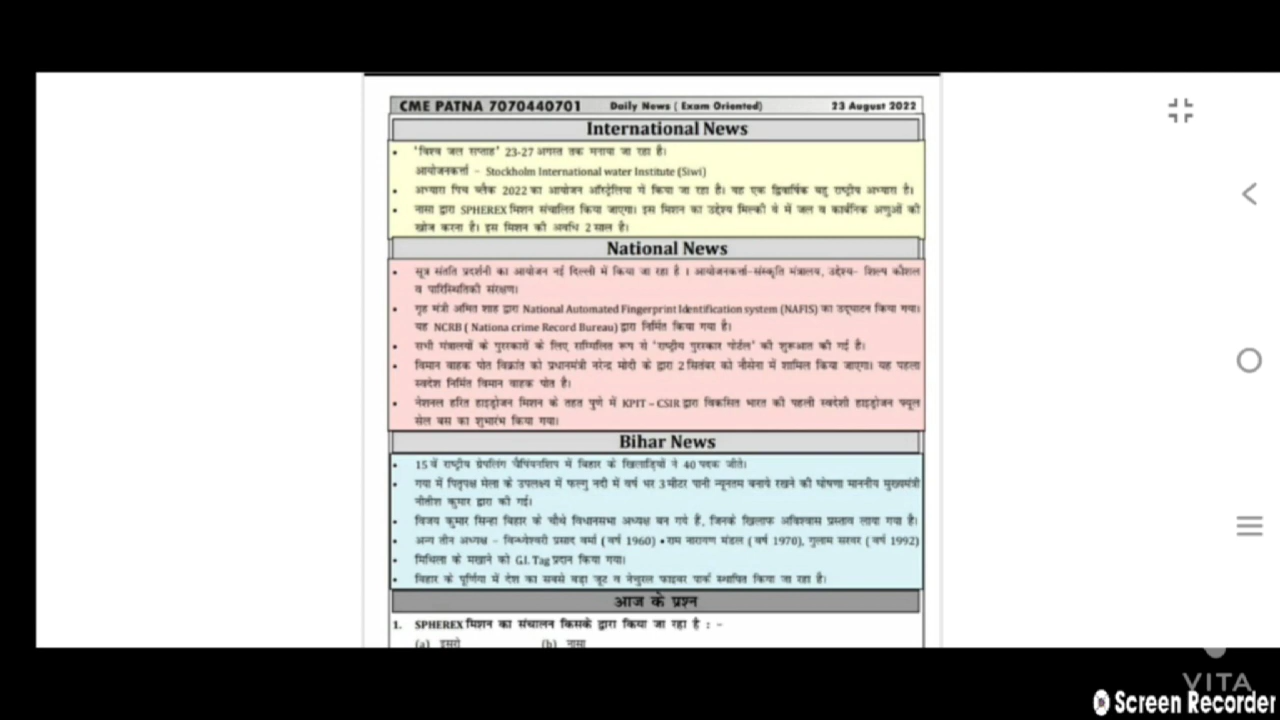 CME PATNA 7070440701 Daily News ( Exam Oriented) 23 August 2022
International News
• 'विश्व जल सप्ताह' 23-27 अगस्त तक मनाया जा रहा है।
आयोजनकर्त्ता - Stockholm International water Institute (Siwi)
• अभ्यास पिच ब्लैक 2022 का आयोजन ऑस्ट्रेलिया में किया जा रहा है। यह एक द्विवार्षिक बहु राष्ट्रीय अभ्यास है।
• नासा द्वारा SPHEREX मिशन संचालित किया जाएगा। इस मिशन का उद्देश्य मिल्की वे में जल व कार्बनिक अणुओं की
खोज करना है। इस मिशन की अवधि 2 साल है।
National News
• सूत्र संतति प्रदर्शनी का आयोजन नई दिल्ली में किया जा रहा है । आयोजनकर्त्ता-संस्कृति मंत्रालय, उद्देश्य- शिल्प कौशल
व पारिस्थितिकी संरक्षण।
• गृह मंत्री अमित शाह द्वारा National Automated Fingerprint Identification system (NAFIS) का उद्घाटन किया गया।
यह NCRB ( Nationa crime Record Bureau) द्वारा निर्मित किया गया है।
• सभी मंत्रालयों के पुरस्कारों के लिए सम्मिलित रूप से 'राष्ट्रीय पुरस्कार पोर्टल' की शुरूआत की गई है।
• विमान वाहक पोत विक्रांत को प्रधानमंत्री नरेन्द्र मोदी के द्वारा 2 सितंबर को नौसेना में शामिल किया जाएगा। यह पहला
स्वदेश निर्मित विमान वाहक पोत है।
• नेशनल हरित हाइड्रोजन मिशन के तहत पुणे में KPIT – CSIR द्वारा विकसित भारत की पहली स्वदेशी हाइड्रोजन फ्यूल
सेल बस का शुभारंभ किया गया।
Bihar News
• 15 वें राष्ट्रीय ग्रेपलिंग चैंपियनशिप में बिहार के खिलाड़ियों ने 40 पदक जीते।
• गया में पितृपक्ष मेला के उपलक्ष्य में फल्गु नदी में वर्ष भर 3 मीटर पानी न्यूनतम बनाये रखने की घोषणा माननीय मुख्यमंत्री
नीतीश कुमार द्वारा की गई।
• विजय कुमार सिन्हा बिहार के चौथे विधानसभा अध्यक्ष बन गये हैं, जिनके खिलाफ अविश्वास प्रस्ताव लाया गया है।
• अन्य तीन अध्यक्ष - विन्ध्येश्वरी प्रसाद वर्मा ( वर्ष 1960) • राम नारायण मंडल ( वर्ष 1970), गुलाम सरवर ( वर्ष 1992)
• मिथिला के मखाने को G.I. Tag प्रदान किया गया।
• बिहार के पूर्णिया में देश का सबसे बड़ा जूट व नेचुरल फाइबर पार्क स्थापित किया जा रहा है।
आज के प्रश्न
1. SPHEREX मिशन का संचालन किसके द्वारा किया जा रहा है : -
(a) इसरो (b) नासा
VITA
Screen Recorder